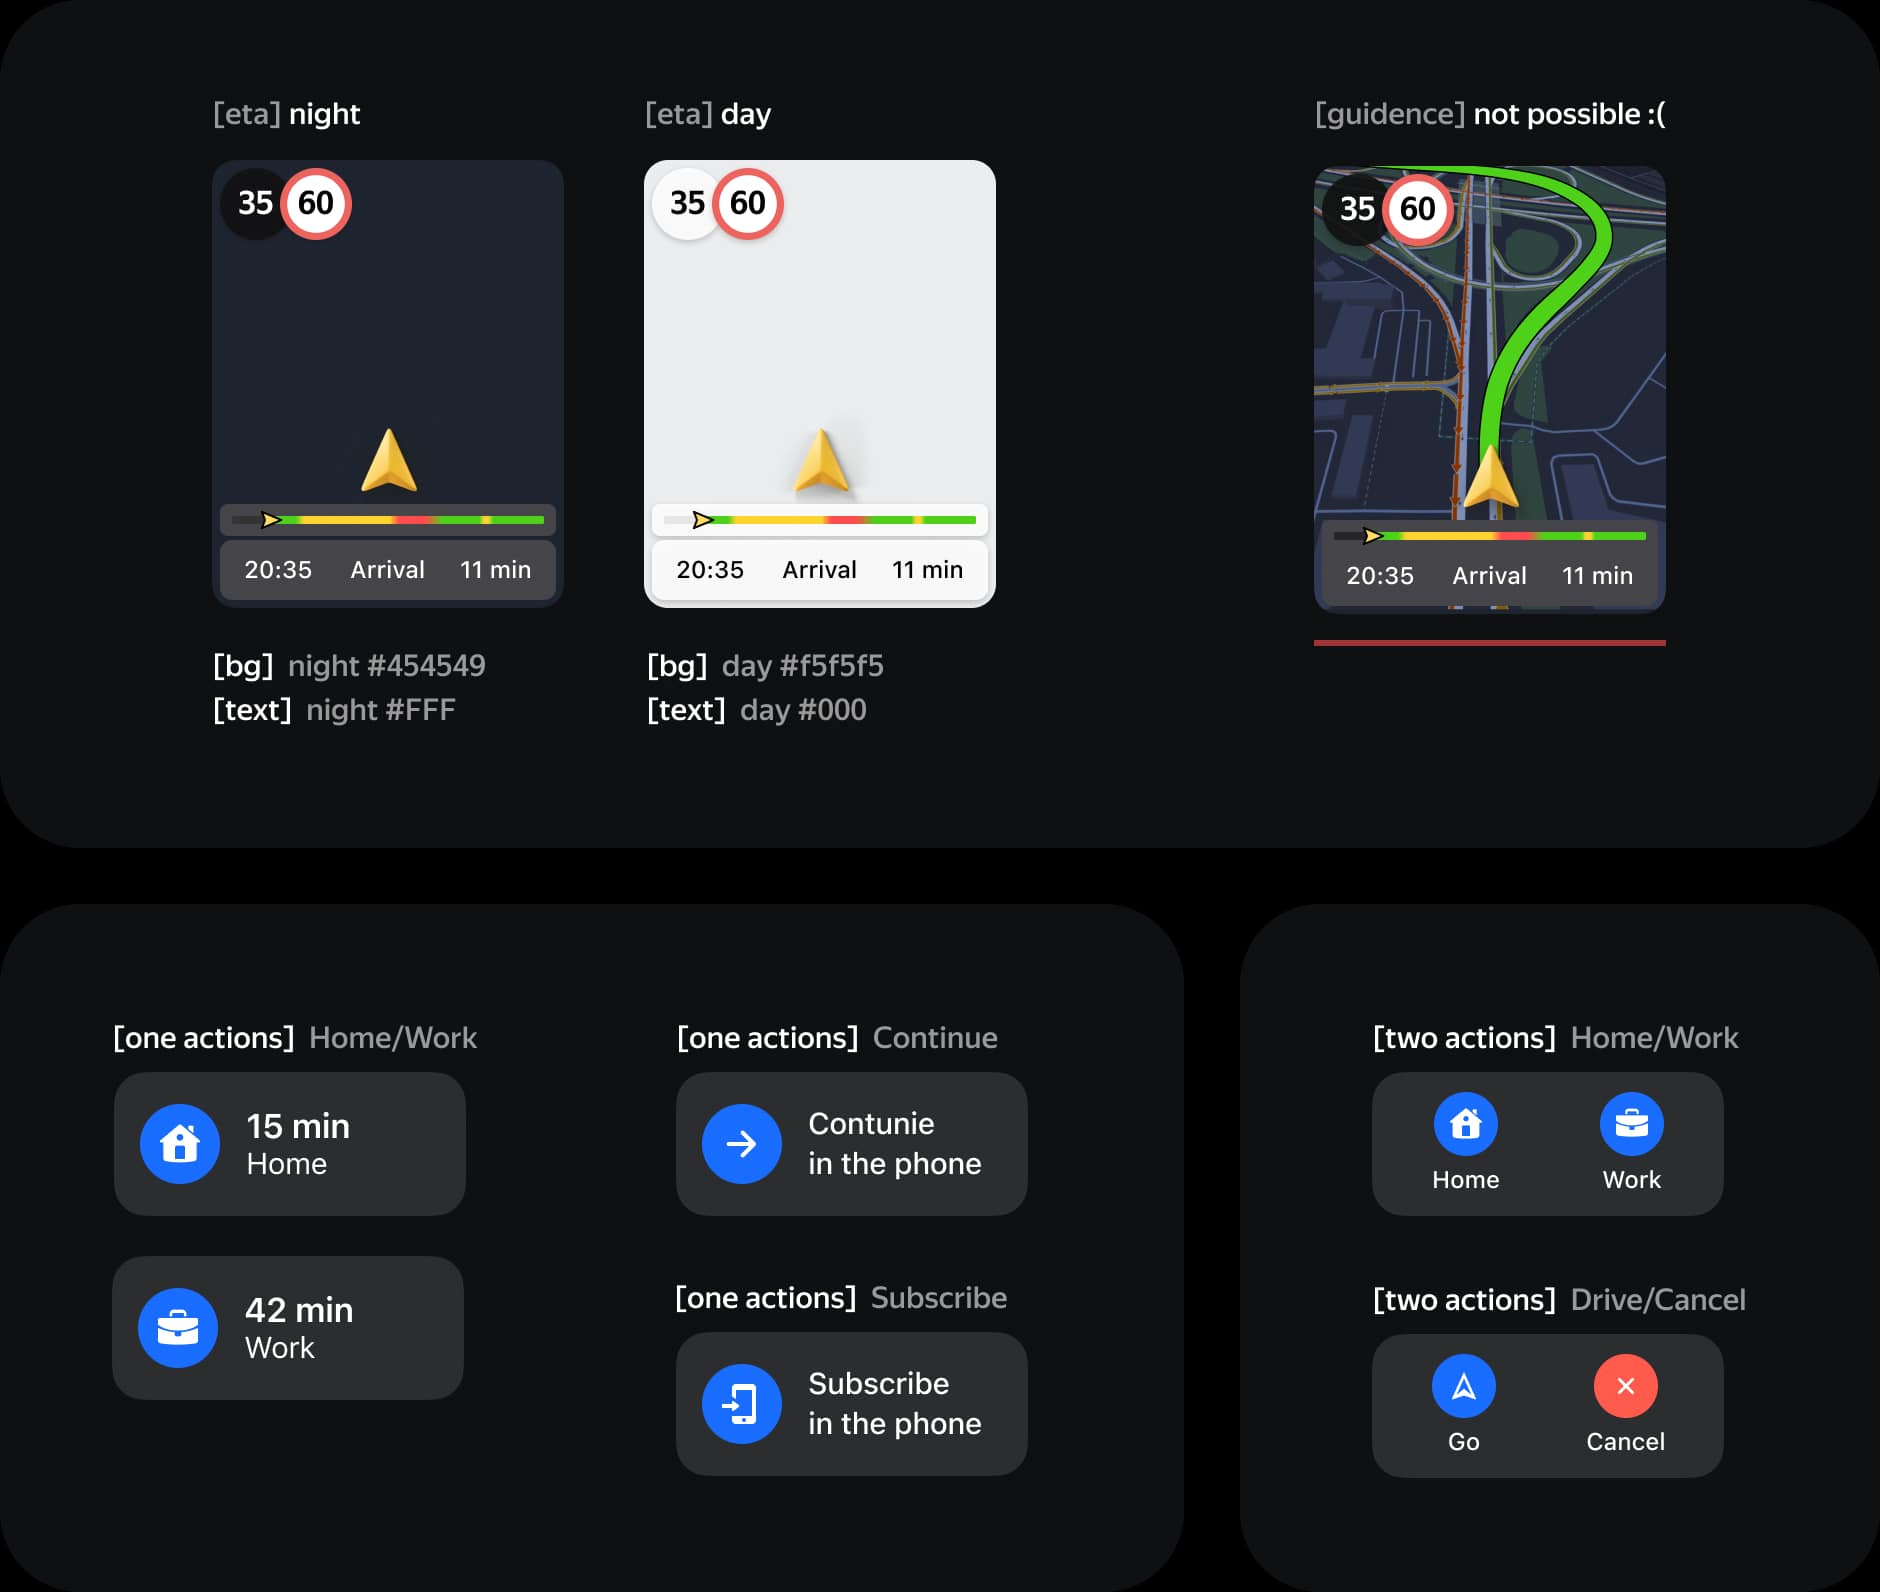 [eta] night
35 60
20:35 Arrival 11 min
[bg] night #454549
[text] night #FFF
[eta] day
35 60
20:35 Arrival 11 min
[bg] day #f5f5f5
[text] day #000
[guidence] not possible :(
35 60
20:35 Arrival 11 min
[one actions] Home/Work
15 min
Home
42 min
Work
[one actions] Continue
Contunie
in the phone
[one actions] Subscribe
Subscribe
in the phone
[two actions] Home/Work
Home Work
[two actions] Drive/Cancel
Go Cancel